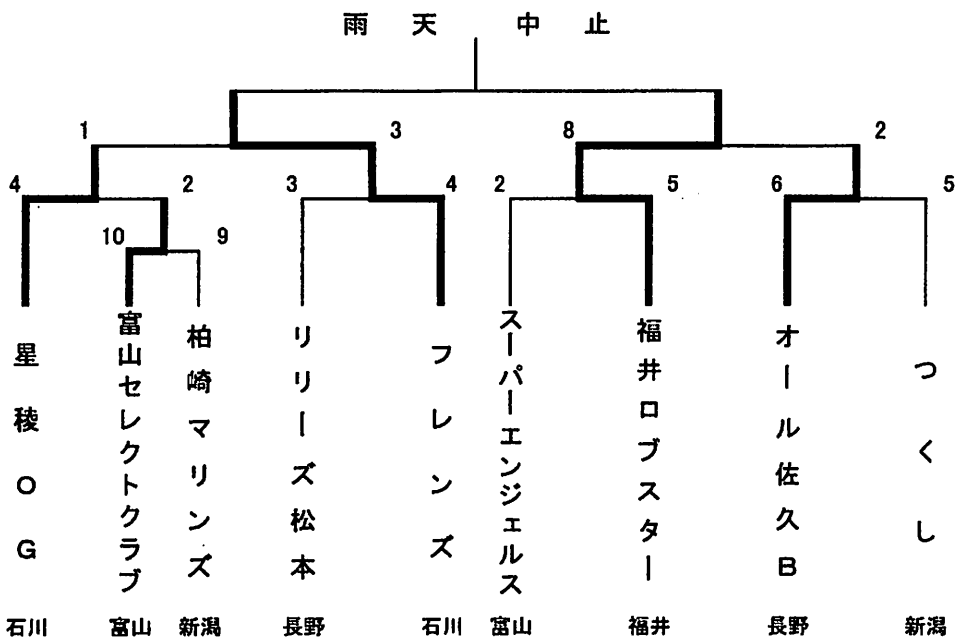 雨天中止
1 3 8 2
4 2 3 4 2 5 6 5
10 9
星稜OG
富山セレクトクラブ
柏崎マリンズ
リリーズ松本
フレンズ
スーパーエンジェルス
福井ロブスター
オール佐久B
つくし
石川 富山 新潟 長野 石川 富山 福井 長野 新潟